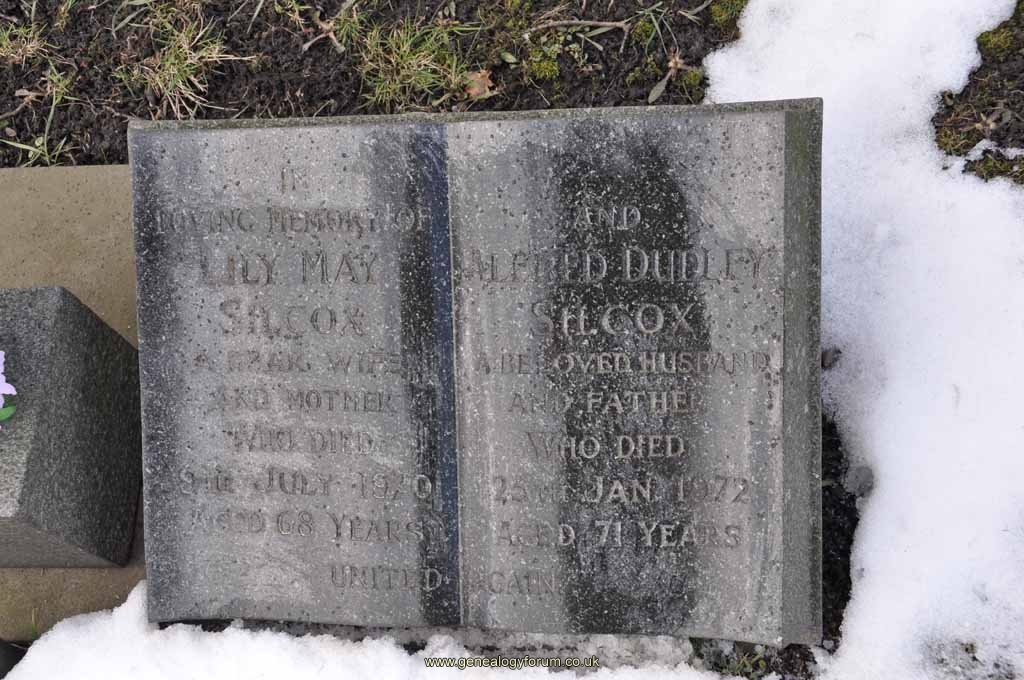 IN
LOVING MEMORY OF
LILY MAY
SILCOX
A DEAR WIFE
AND MOTHER
WHO DIED
9TH JULY 1970
AGED 68 YEARS
AND
ALFRED DUDLEY
SILCOX
A BELOVED HUSBAND
AND FATHER
WHO DIED
25TH JAN 1972
AGED 71 YEARS
UNITED AGAIN
www.genealogyforum.co.uk